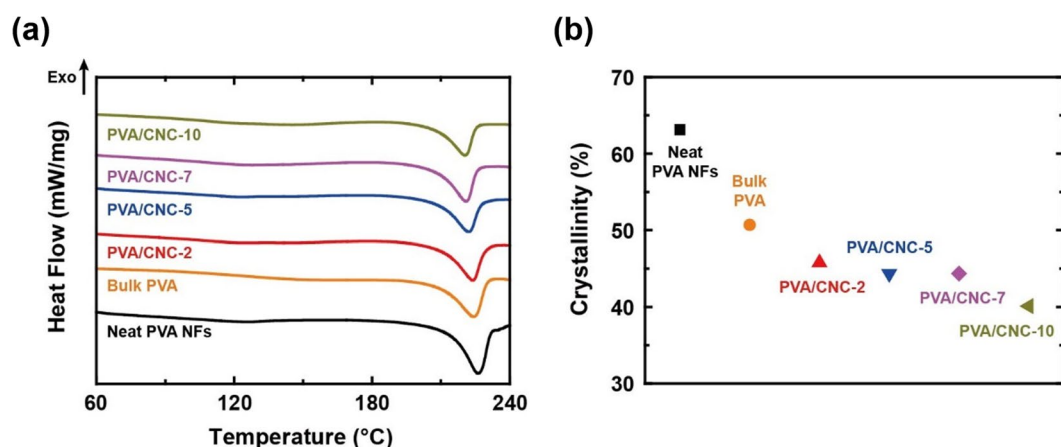 (a)
Exo
Heat Flow (mW/mg)
PVA/CNC-10
PVA/CNC-7
PVA/CNC-5
PVA/CNC-2
Bulk PVA
Neat PVA NFs
60
120
180
240
Temperature (°C)
(b)
Crystallinity (%)
70
60
50
40
30
Neat
PVA NFs
Bulk
PVA
PVA/CNC-2
PVA/CNC-5
PVA/CNC-7
PVA/CNC-10